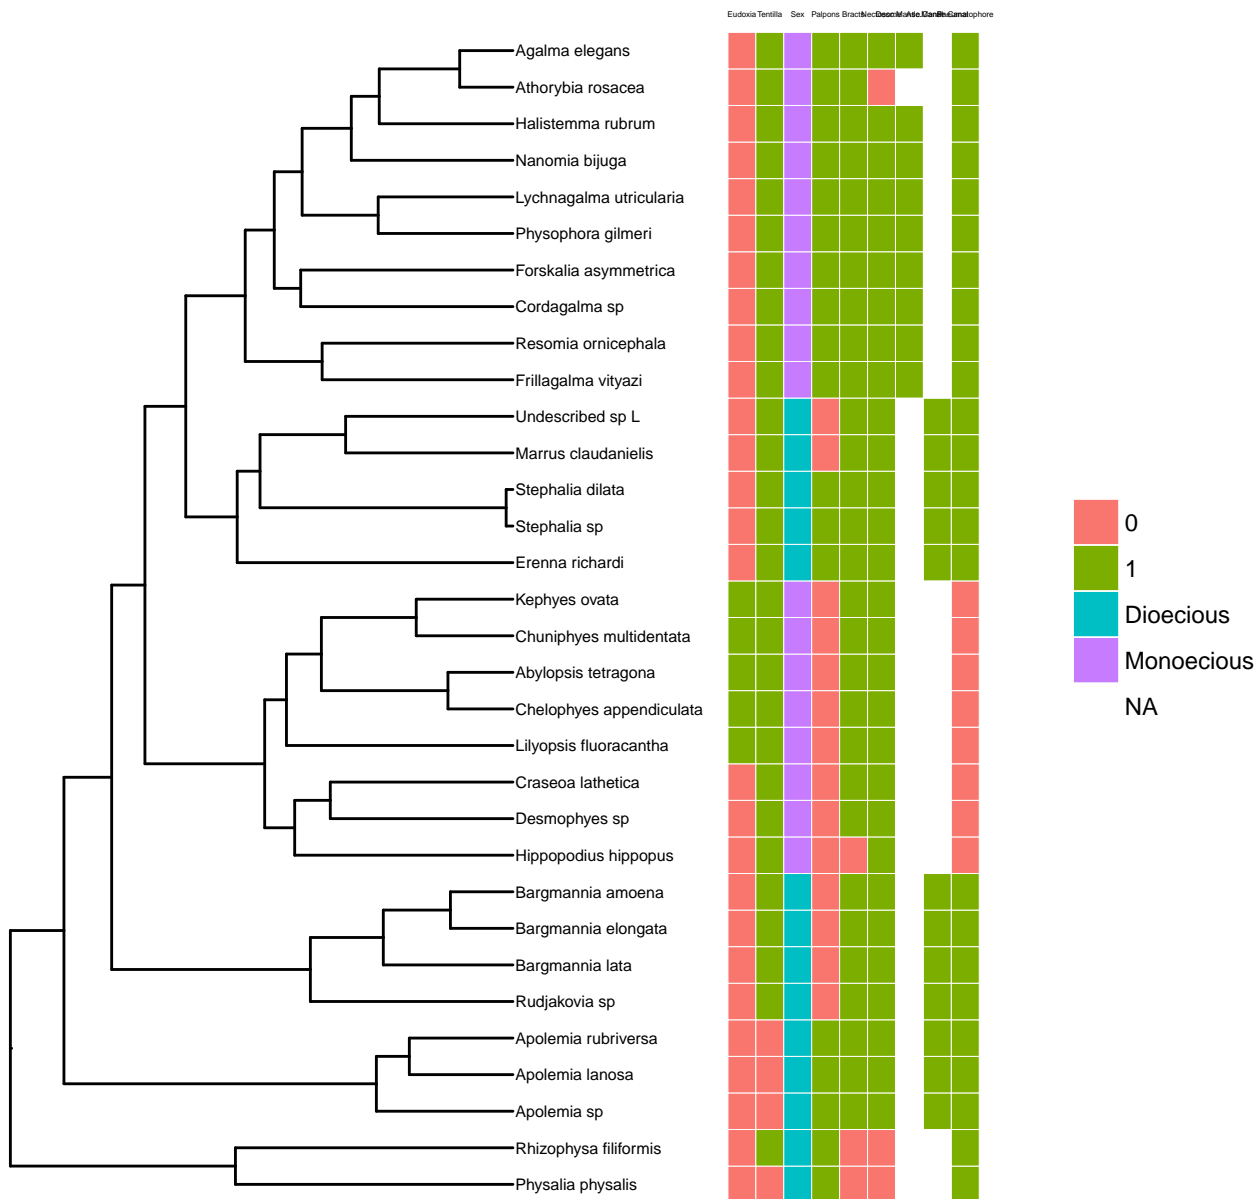 Eudoxia Tentilla Sex Palpons Bracts
Agalma elegans
Athorybia rosacea
Halistemma rubrum
Nanomia bijuga
Lychnagalma utricularia
Physophora gilmeri
Forskalia asymmetrica
Cordagalma sp
Resomia ornicephala
Frillagalma vityazi
Undescribed sp L
Marrus claudanielis
Stephalia dilata
Stephalia sp
Erenna richardi
Kephyes ovata
Chuniphyes multidentata
Abylopsis tetragona
Chelophyes appendiculata
Lilyopsis fluoracantha
Craseoa lathetica
Desmophyes sp
Hippopodius hippopus
Bargmannia amoena
Bargmannia elongata
Bargmannia lata
Rudjakovia sp
Apolemia rubriversa
Apolemia lanosa
Apolemia sp
Rhizophysa filiformis
Physalia physalis
0
1
Dioecious
Monoecious
NA